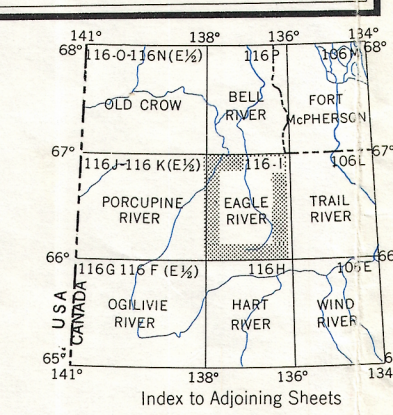 141° 138° 136° 134°
68° 116-O-116N(E½) 116P 106M 68°
OLD CROW BELL RIVER FORT McPHERSON
67° 116J-116 K(E½) 116-I 106L 67°
PORCUPINE RIVER EAGLE RIVER TRAIL RIVER
66° 116G 116 F (E½) 116H 106E 66
USA CANADA OGILIVIE RIVER HART RIVER WIND RIVER
65°
141° 138° 136° 134
Index to Adjoining Sheets